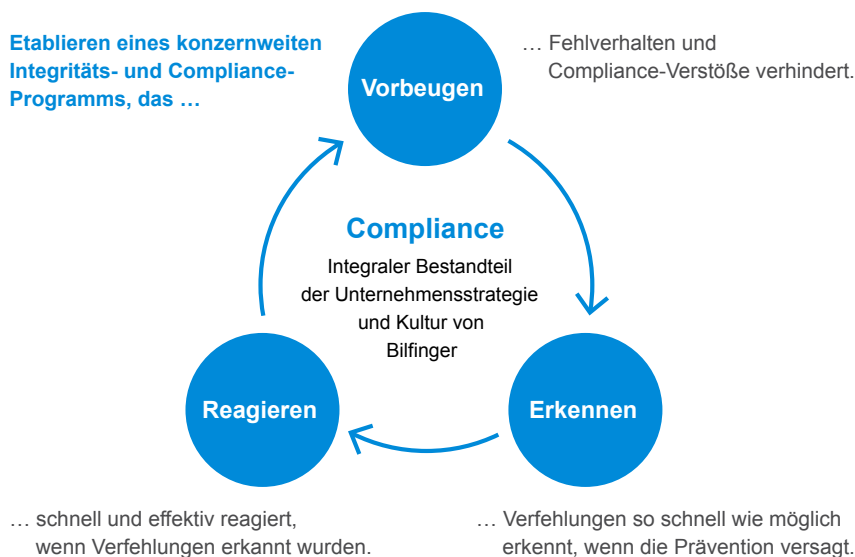 Etablieren eines konzernweiten
Integritäts- und Compliance-
Programms, das …
Vorbeugen
… Fehlverhalten und
Compliance-Verstöße verhindert.
Compliance
Integraler Bestandteil
der Unternehmensstrategie
und Kultur von
Bilfinger
Reagieren
Erkennen
… schnell und effektiv reagiert,
wenn Verfehlungen erkannt wurden.
… Verfehlungen so schnell wie möglich
erkennt, wenn die Prävention versagt.